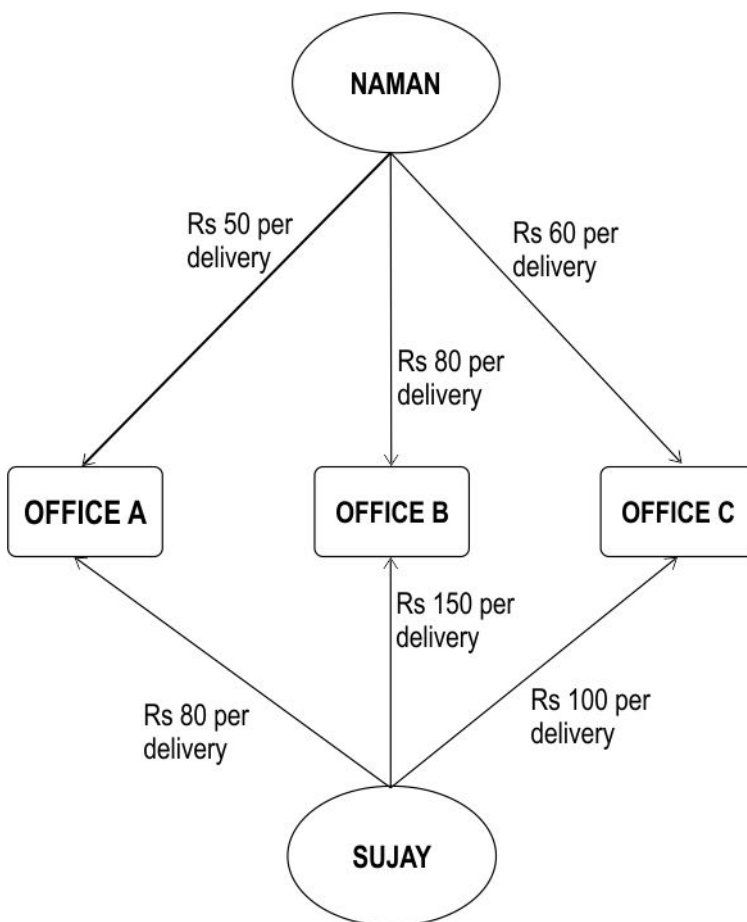 NAMAN
Rs 50 per
delivery
Rs 60 per
delivery
Rs 80 per
delivery
OFFICE A
OFFICE B
OFFICE C
Rs 150 per
delivery
Rs 80 per
delivery
Rs 100 per
delivery
SUJAY